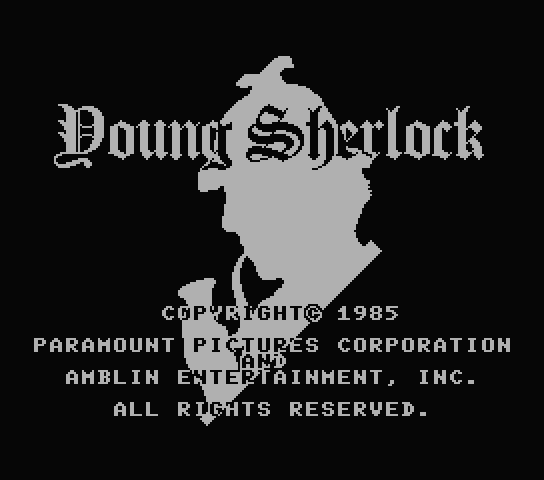 Young Sherlock
COPYRIGHT© 1985
PARAMOUNT PICTURES CORPORATION
AND
AMBLIN ENTERTAINMENT, INC.
ALL RIGHTS RESERVED.